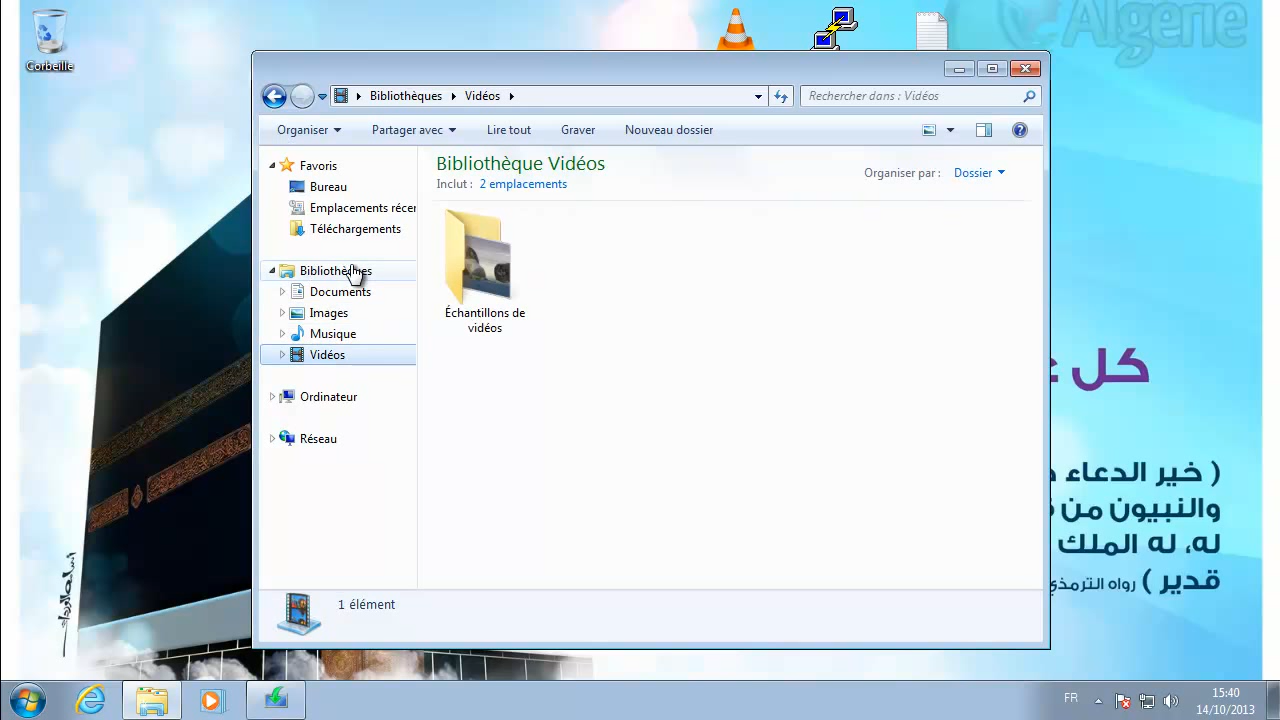 Algerie
Corbeille
Bibliothèques
Vidéos
Rechercher dans : Vidéos
Organiser
Partager avec
Lire tout
Graver
Nouveau dossier
Favoris
Bureau
Emplacements récen
Téléchargements
Bibliothèques
Documents
Images
Musique
Vidéos
Ordinateur
Réseau
Bibliothèque Vidéos
Inclut : 2 emplacements
Organiser par : Dossier
Échantillons de
vidéos
1 élément
كل
( خير الدعاء
والنبيون من
له، له الملك
قدير ) رواه الترمذي
FR
15:40
14/10/2013